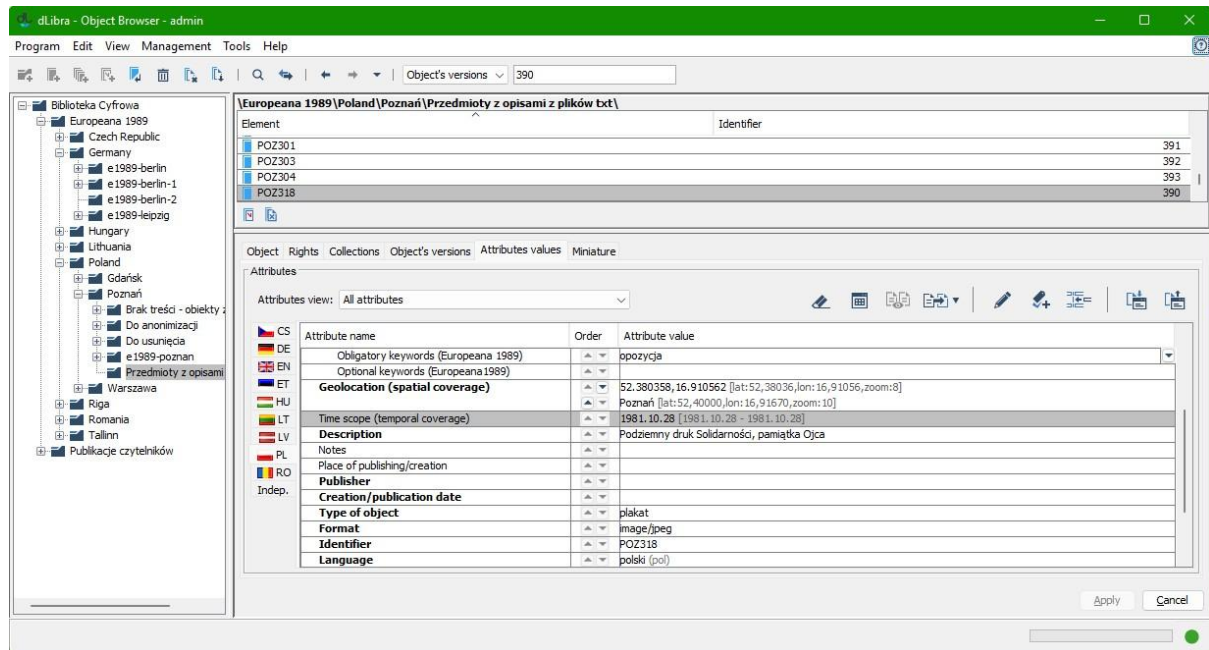 dLibra - Object Browser - admin
Program Edit View Management Tools Help
Object's versions 390
Biblioteka Cyfrowa
Europeana 1989
Czech Republic
Germany
e1989-berlin
e1989-berlin-1
e1989-berlin-2
e1989-leipzig
Hungary
Lithuania
Poland
Gdańsk
Poznań
Brak treści - obiekty z
Do anonimizacji
Do usunięcia
e1989-poznan
Przedmioty z opisami
Warszawa
Riga
Romania
Tallinn
Publikacje czytelników
\Europeana 1989\Poland\Poznań\Przedmioty z opisami z plików txt\
Element Identifier
POZ301 391
POZ303 392
POZ304 393
POZ318 390
Object Rights Collections Object's versions Attributes values Miniature
Attributes
Attributes view: All attributes
CS
DE
EN
ET
HU
LT
LV
PL
RO
Indep.
Attribute name Order Attribute value
Obligatory keywords (Europeana 1989) opozycja
Optional keywords (Europeana1989)
Geolocation (spatial coverage) 52.380358,16.910562 [lat:52,38036,lon:16,91056,zoom:8]
Poznań [lat:52,40000,lon:16,91670,zoom:10]
Time scope (temporal coverage) 1981.10.28 [1981.10.28 - 1981.10.28]
Description Podziemny druk Solidarności, pamiątka Ojca
Notes
Place of publishing/creation
Publisher
Creation/publication date
Type of object plakat
Format image/jpeg
Identifier POZ318
Language polski (pol)
Apply Cancel